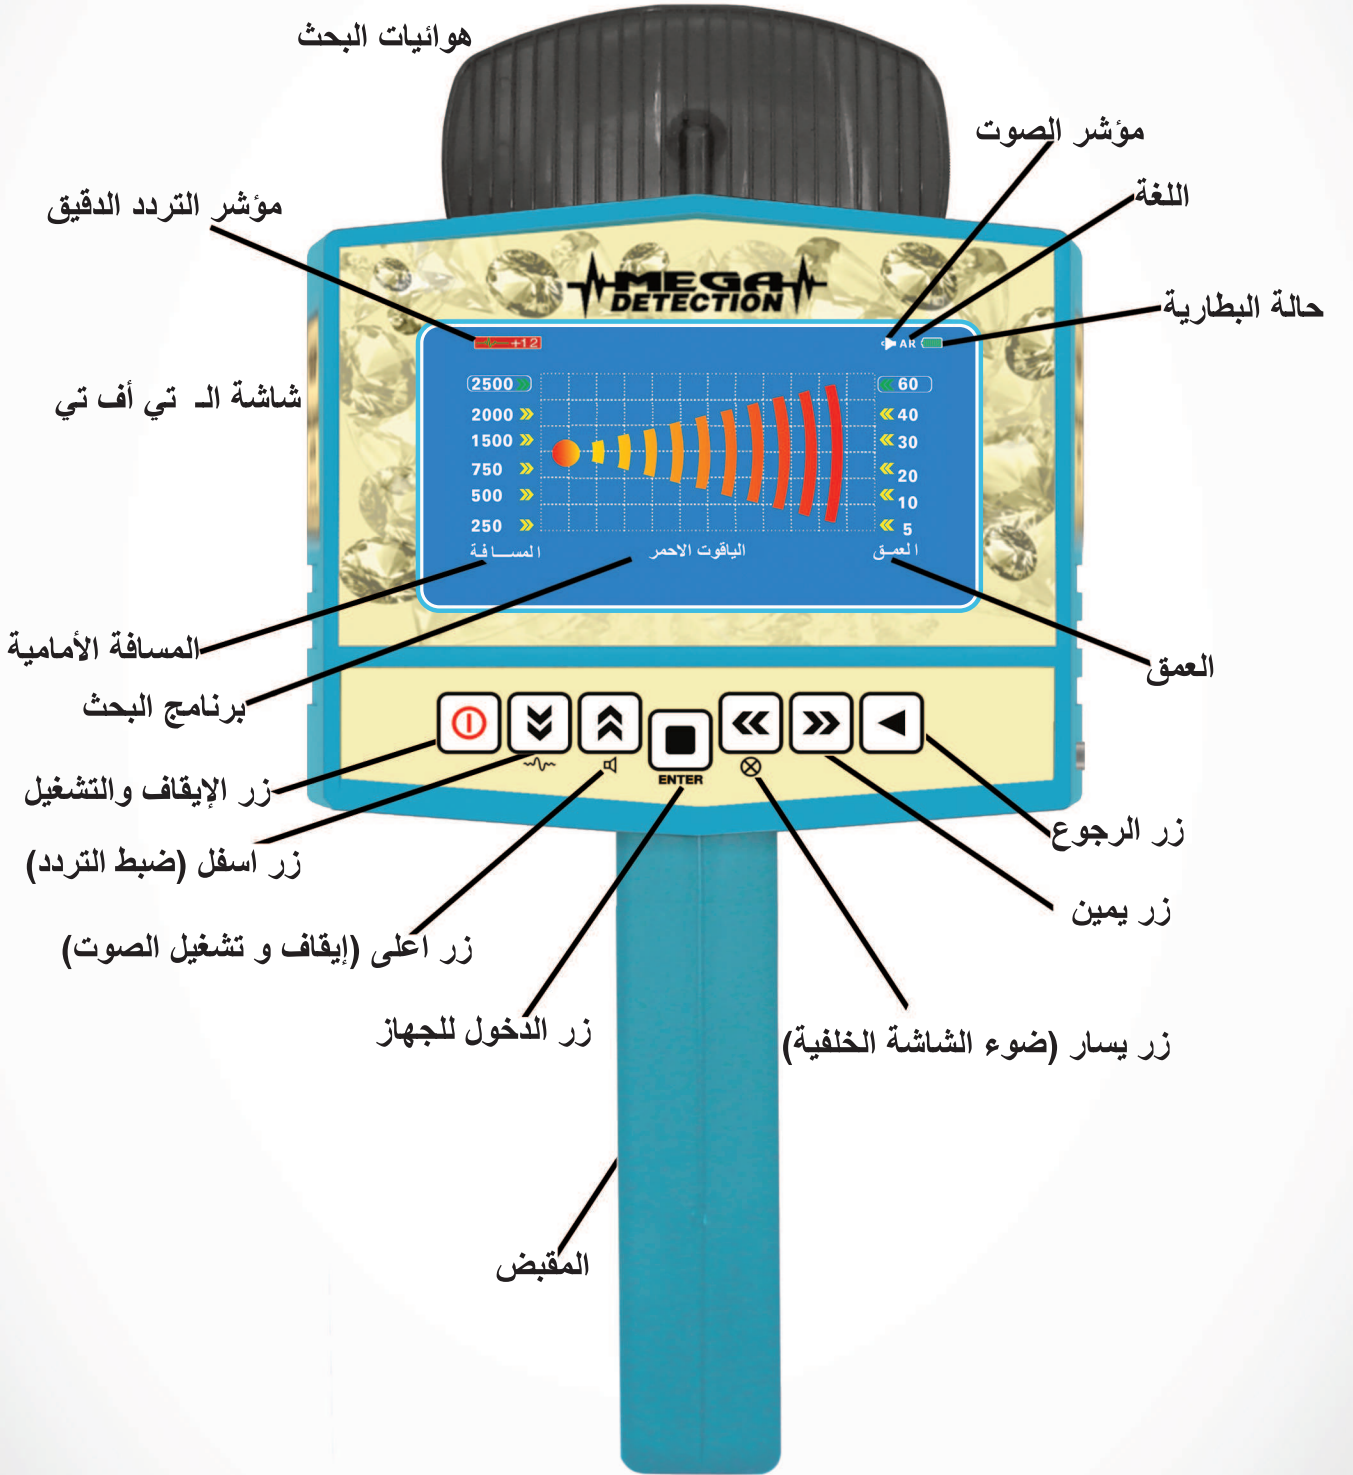 هوائيات البحث
مؤشر الصوت
اللغة
مؤشر التردد الدقيق
حالة البطارية
شاشة الـ تي أف تي
MEGA
DETECTION
+12
AR
2500
2000
1500
750
500
250
المســـافة
الياقوت الاحمر
60
40
30
20
10
5
العمـق
المسافة الأمامية
العمق
برنامج البحث
ENTER
زر الإيقاف والتشغيل
زر الرجوع
زر اسفل (ضبط التردد)
زر يمين
زر اعلى (إيقاف و تشغيل الصوت)
زر الدخول للجهاز
زر يسار (ضوء الشاشة الخلفية)
المقبض